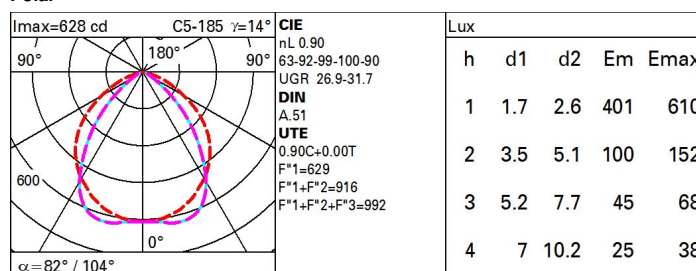 Imax=628 cd C5-185 γ=14°
90° 180° 90°
600
0°
α=82° / 104°
CIE
nL 0.90
63-92-99-100-90
UGR 26.9-31.7
DIN
A.51
UTE
0.90C+0.00T
F"1=629
F"1+F"2=916
F"1+F"2+F"3=992
Lux
h d1 d2 Em Emax
1 1.7 2.6 401 610
2 3.5 5.1 100 152
3 5.2 7.7 45 68
4 7 10.2 25 38